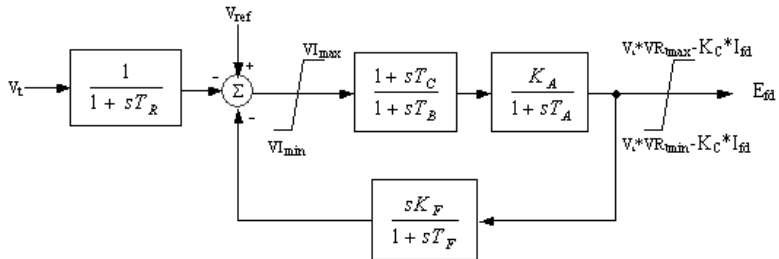 V_ref
VI_max
V_t*VR_max-K_C*I_fd
V_t
1
1 + sT_R
-
+
Σ
-
1 + sT_C
1 + sT_B
K_A
1 + sT_A
E_fd
VI_min
V_t*VR_min-K_C*I_fd
sK_F
1 + sT_F